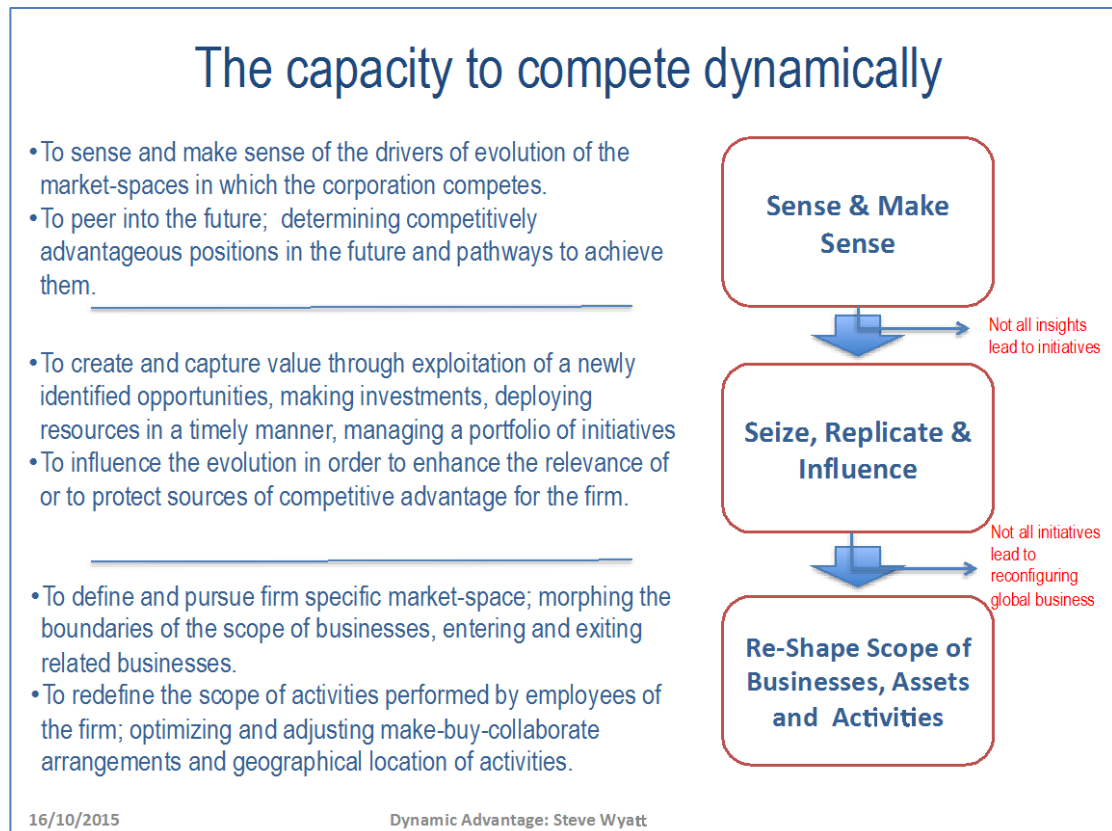 The capacity to compete dynamically
•To sense and make sense of the drivers of evolution of the
market-spaces in which the corporation competes.
•To peer into the future;  determining competitively
advantageous positions in the future and pathways to achieve
them.
Sense & Make
Sense
Not all insights
lead to initiatives
•To create and capture value through exploitation of a newly
identified opportunities, making investments, deploying
resources in a timely manner, managing a portfolio of initiatives
•To influence the evolution in order to enhance the relevance of
or to protect sources of competitive advantage for the firm.
Seize, Replicate &
Influence
Not all initiatives
lead to
reconfiguring
global business
•To define and pursue firm specific market-space; morphing the
boundaries of the scope of businesses, entering and exiting
related businesses.
•To redefine the scope of activities performed by employees of
the firm; optimizing and adjusting make-buy-collaborate
arrangements and geographical location of activities.
Re-Shape Scope of
Businesses, Assets
and  Activities
16/10/2015
Dynamic Advantage: Steve Wyatt